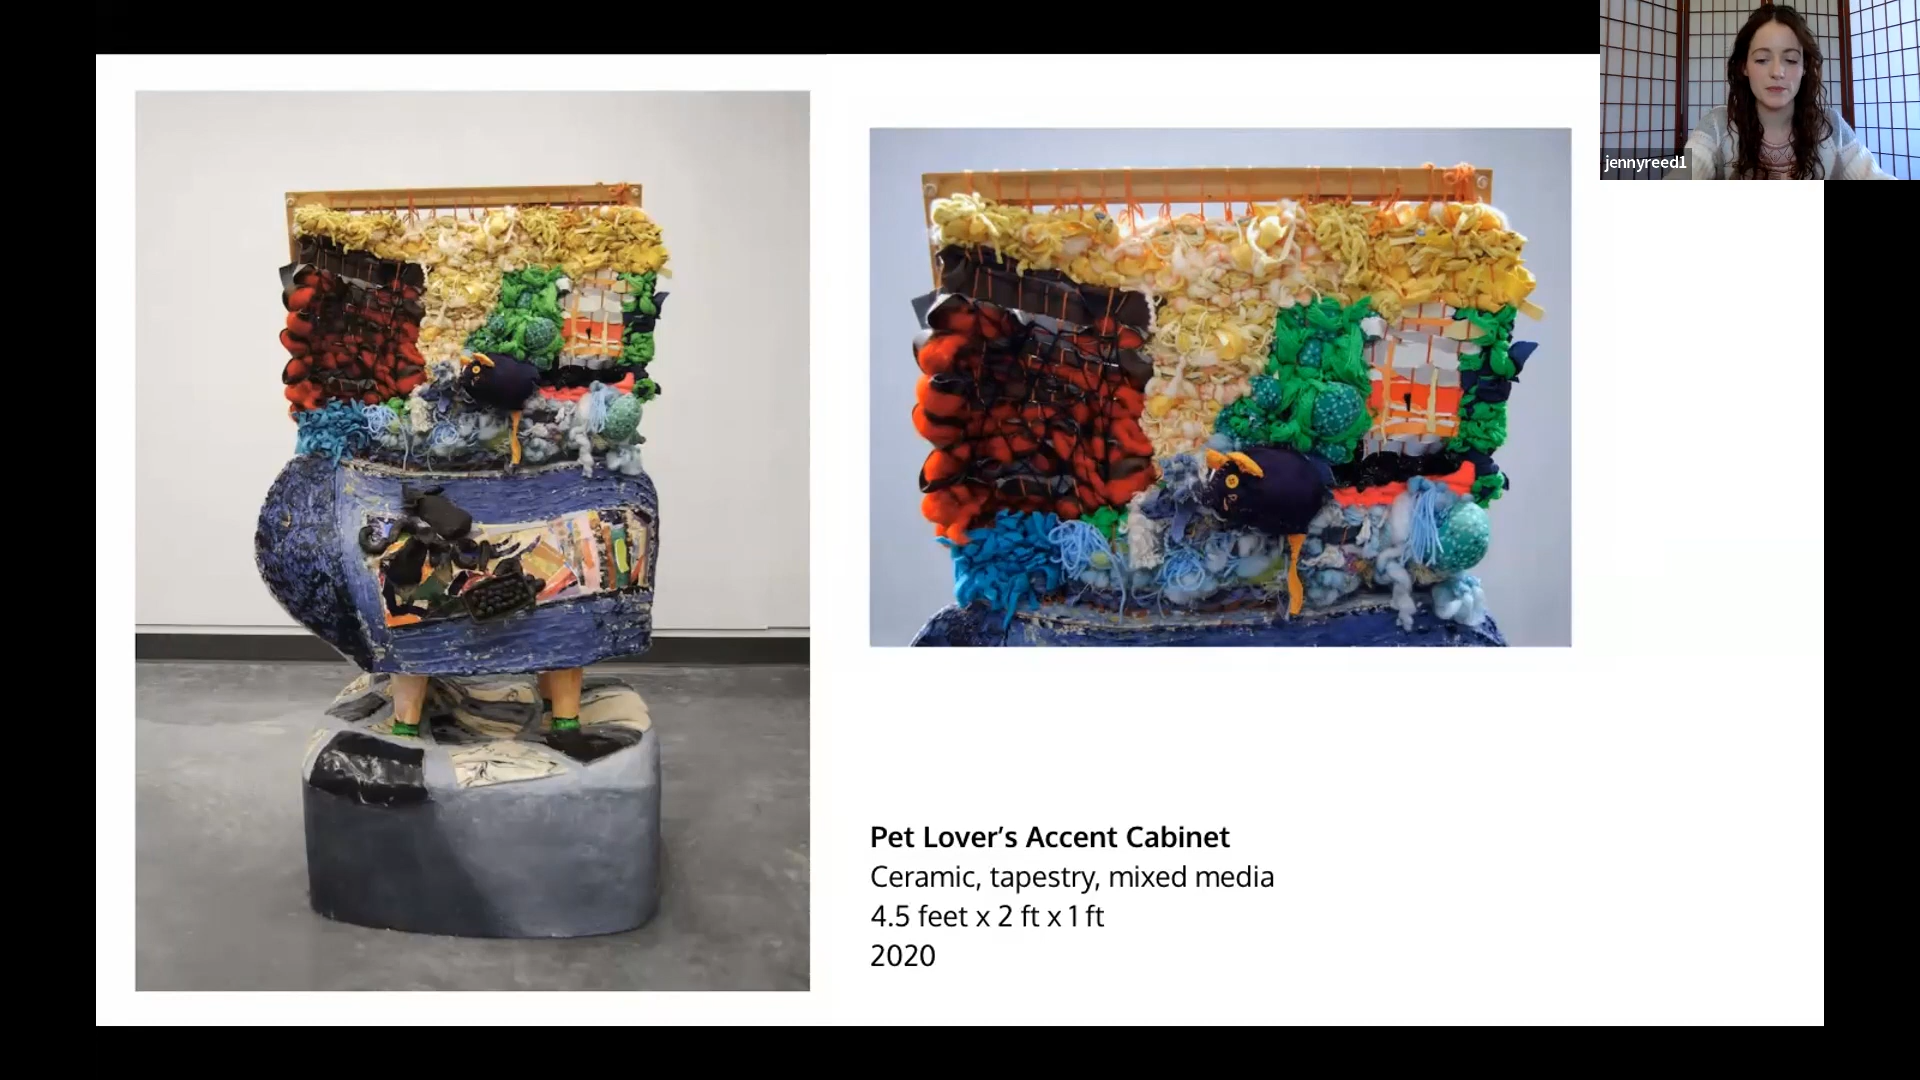 jennyreed1
Pet Lover's Accent Cabinet
Ceramic, tapestry, mixed media
4.5 feet x 2 ft x 1 ft
2020